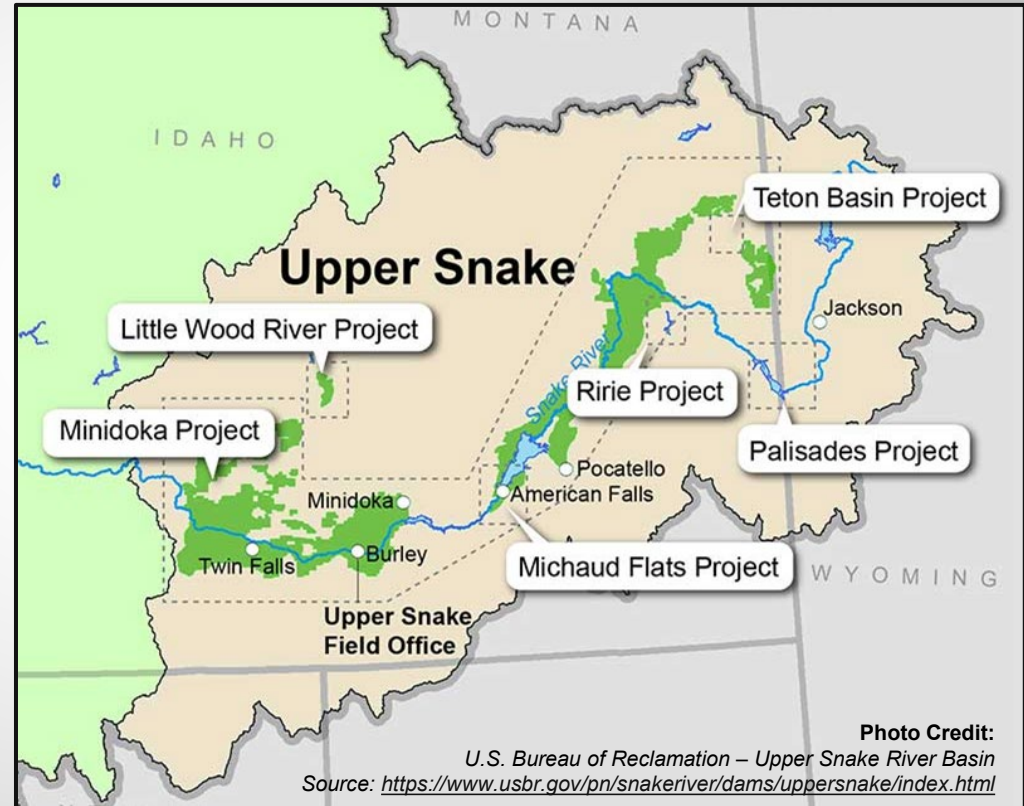 MONTANA
IDAHO
Teton Basin Project
Upper Snake
Jackson
Little Wood River Project
Snake River
Ririe Project
Minidoka Project
Palisades Project
Pocatello
Minidoka
American Falls
Burley
Twin Falls
Michaud Flats Project
WYOMING
Upper Snake
Field Office
Photo Credit:
U.S. Bureau of Reclamation – Upper Snake River Basin
Source: https://www.usbr.gov/pn/snakeriver/dams/uppersnake/index.html